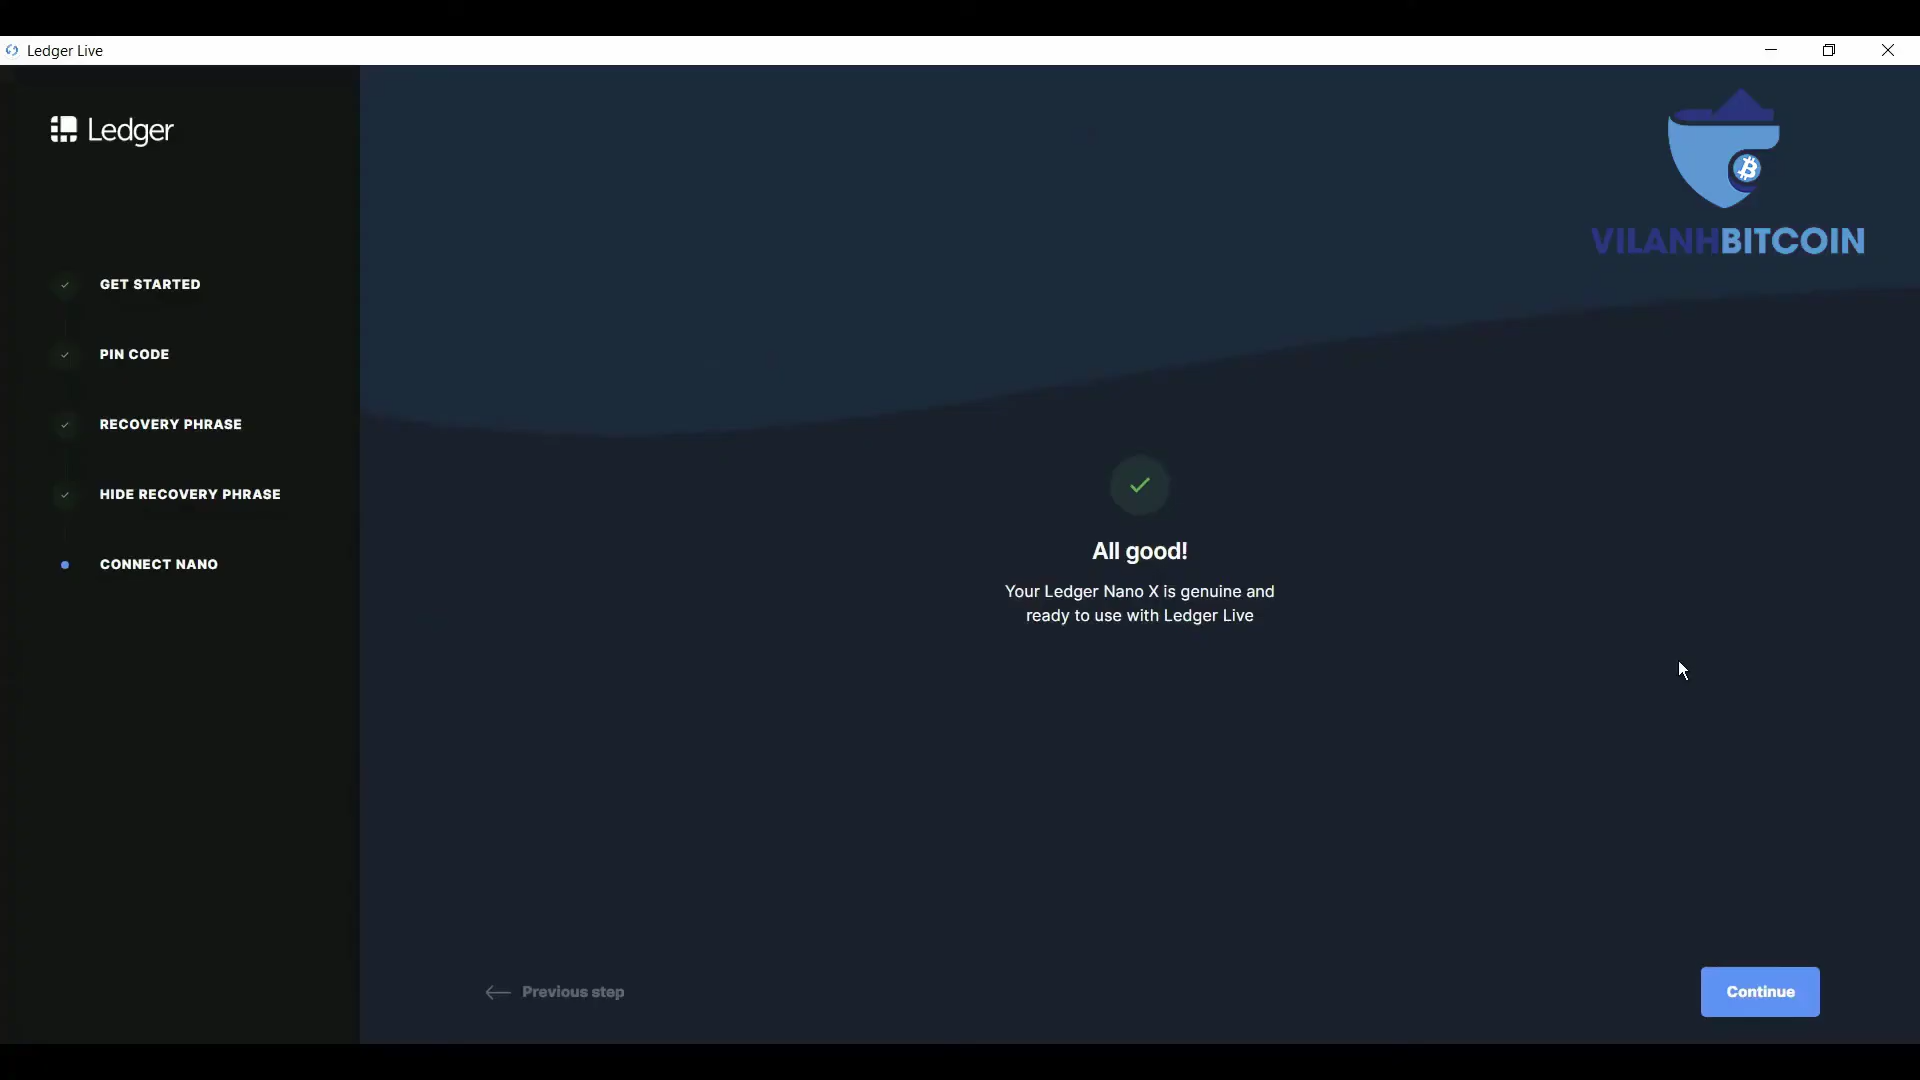 Ledger Live
Ledger
VILANHBITCOIN
GET STARTED
PIN CODE
RECOVERY PHRASE
HIDE RECOVERY PHRASE
CONNECT NANO
All good!
Your Ledger Nano X is genuine and
ready to use with Ledger Live
Previous step
Continue